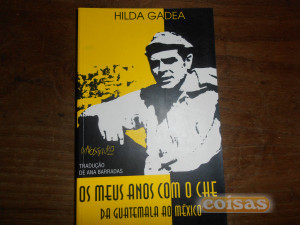 HILDA GADEA
TRADUÇÃO
DE ANA BARRADAS
OS MEUS ANOS COM O CHE
DA GUATEMALA AO MÉXICO
coisas